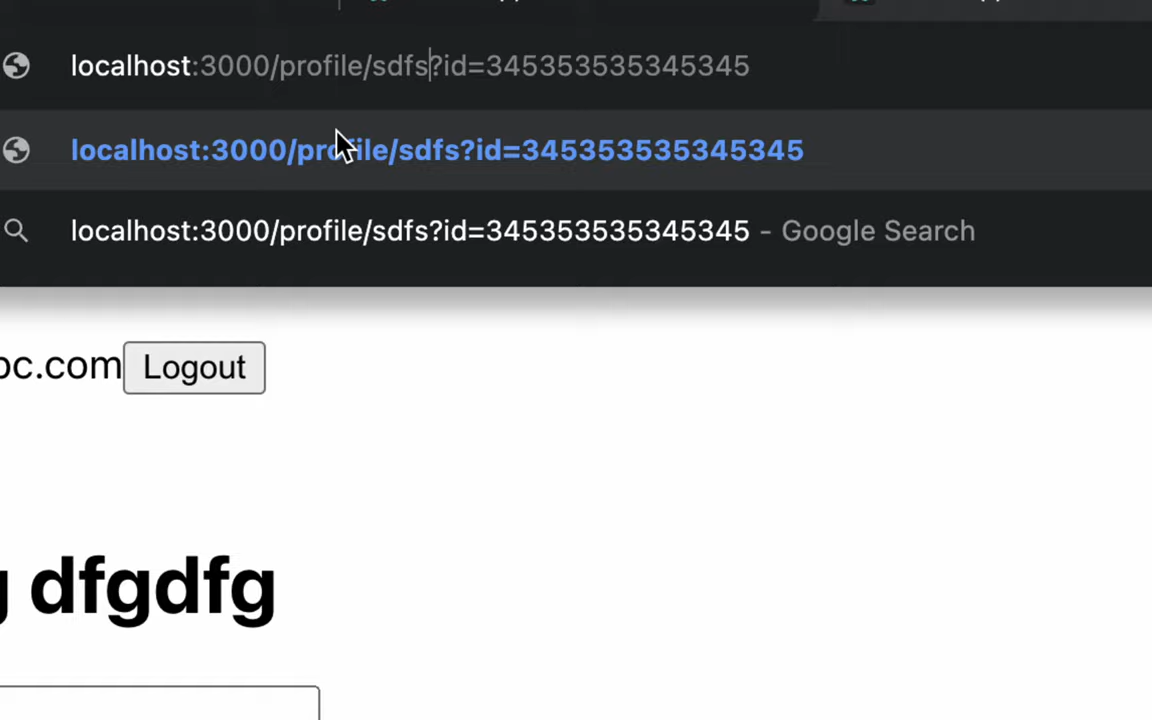 localhost:3000/profile/sdfs?id=345353535345345
localhost:3000/profile/sdfs?id=345353535345345
localhost:3000/profile/sdfs?id=345353535345345 - Google Search
oc.com Logout
dfgdfg